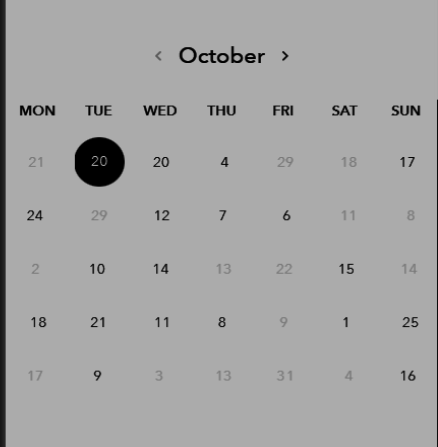 ‹ October ›
MON TUE WED THU FRI SAT SUN
21 20 20 4 29 18 17
24 29 12 7 6 11 8
2 10 14 13 22 15 14
18 21 11 8 9 1 25
17 9 3 13 31 4 16